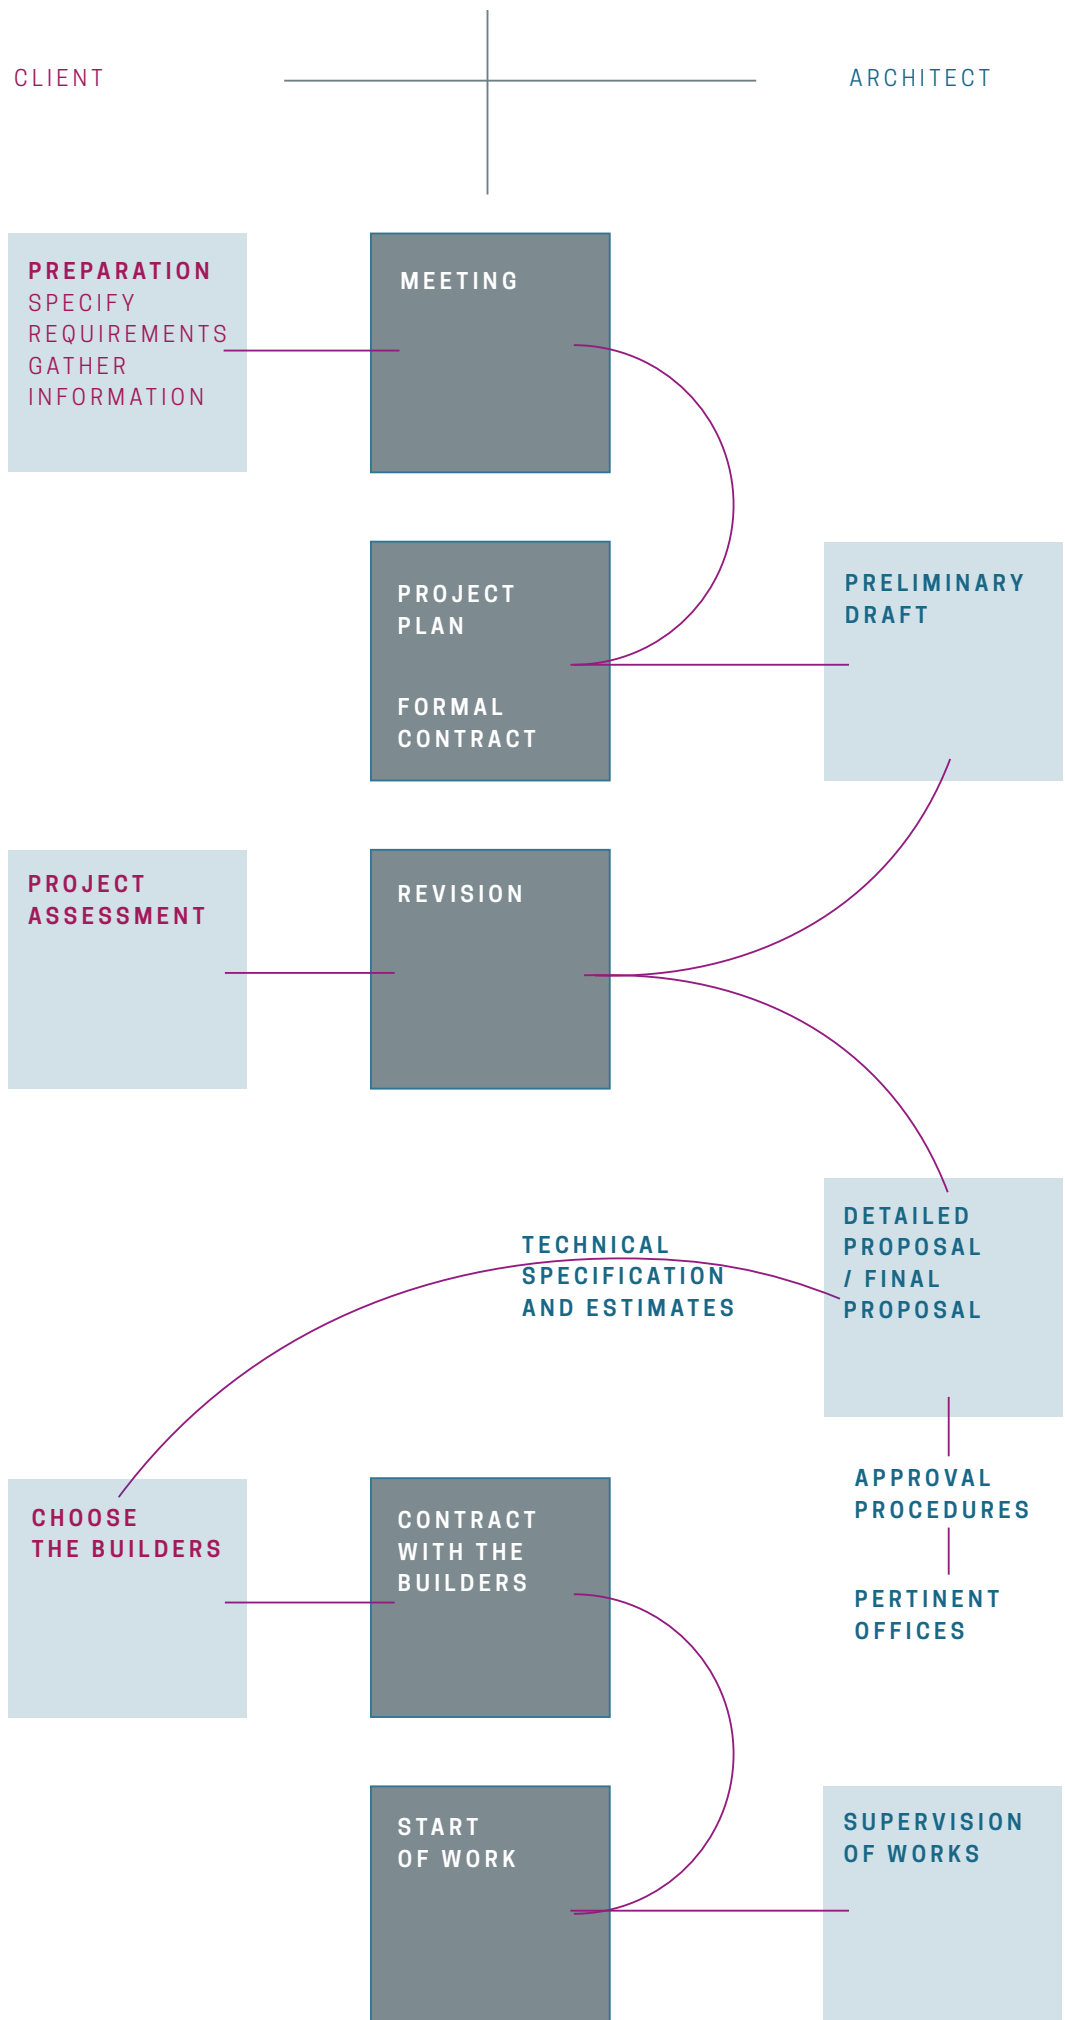 CLIENT
ARCHITECT
PREPARATION
SPECIFY
REQUIREMENTS
GATHER
INFORMATION
MEETING
PROJECT
PLAN
FORMAL
CONTRACT
PRELIMINARY
DRAFT
PROJECT
ASSESSMENT
REVISION
DETAILED
PROPOSAL
/ FINAL
PROPOSAL
TECHNICAL
SPECIFICATION
AND ESTIMATES
APPROVAL
PROCEDURES
PERTINENT
OFFICES
CHOOSE
THE BUILDERS
CONTRACT
WITH THE
BUILDERS
START
OF WORK
SUPERVISION
OF WORKS